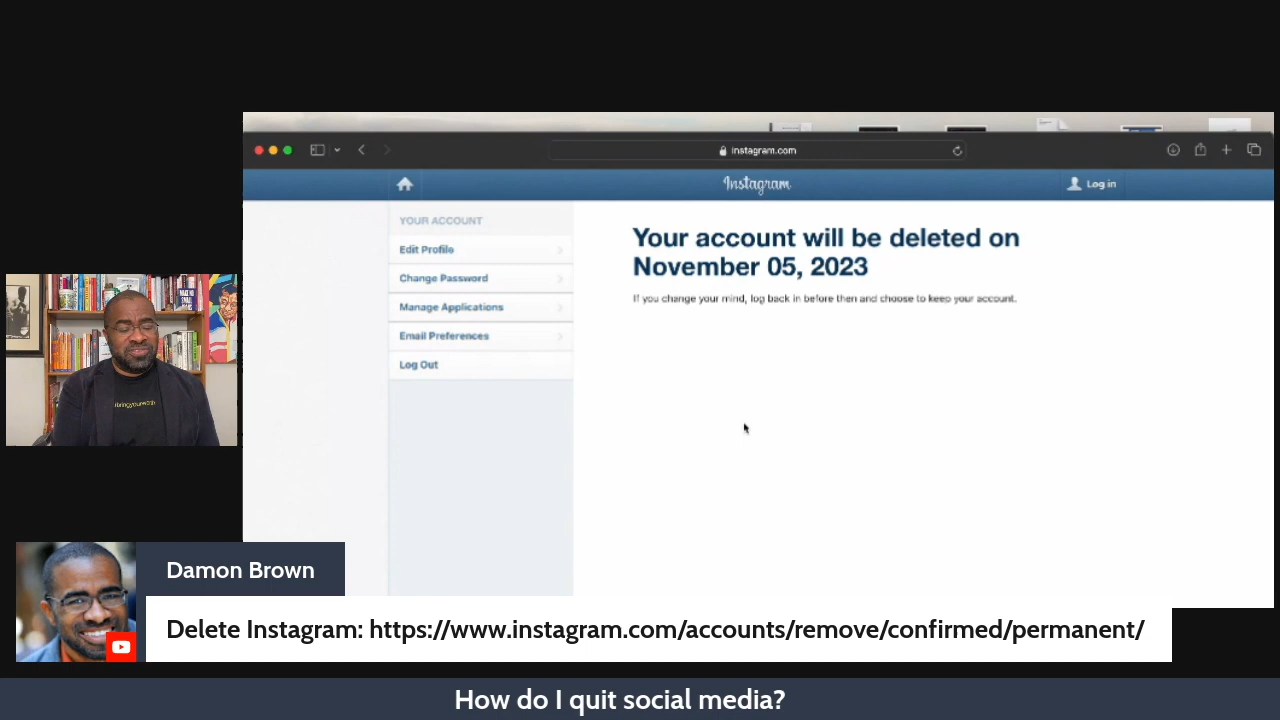 instagram.com
Instagram
Log in
YOUR ACCOUNT
Edit Profile
Change Password
Manage Applications
Email Preferences
Log Out
Your account will be deleted on
November 05, 2023
If you change your mind, log back in before then and choose to keep your account.
#bringyourworth
Damon Brown
Delete Instagram: https://www.instagram.com/accounts/remove/confirmed/permanent/
How do I quit social media?